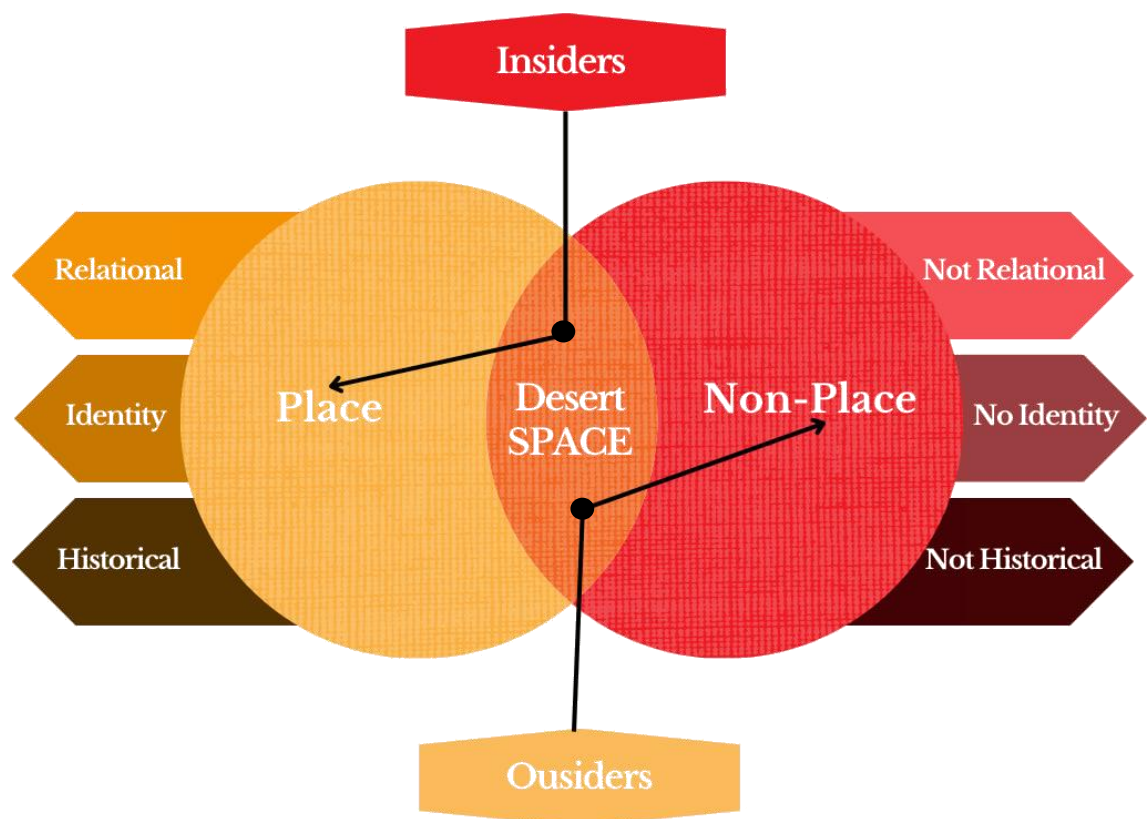 Insiders
Relational
Not Relational
Place
Desert
SPACE
Non-Place
Identity
No Identity
Historical
Not Historical
Ousiders